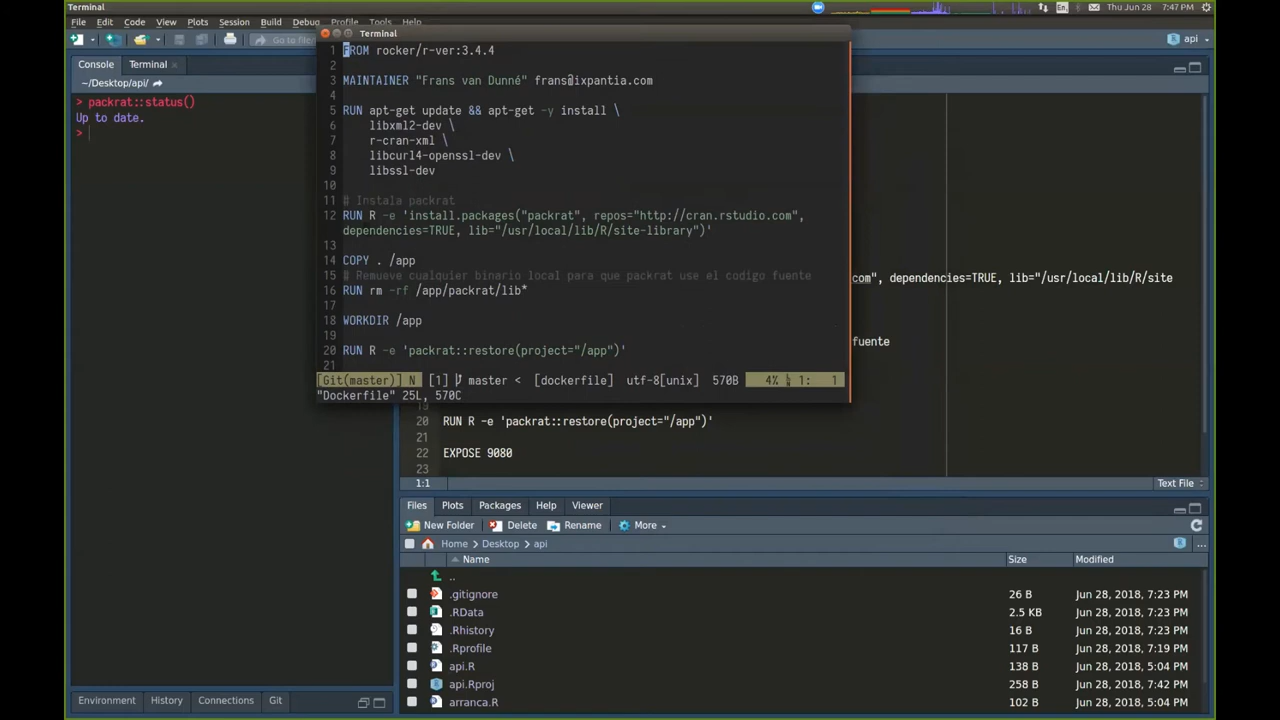 Terminal
Thu Jun 28 7:47 PM
File Edit Code View Plots Session Build Debug Profile Tools Help
Go to file
api
Console Terminal
~/Desktop/api/
> packrat::status()
Up to date.
>
Terminal
1 FROM rocker/r-ver:3.4.4
2
3 MAINTAINER "Frans van Dunné" frans@ixpantia.com
4
5 RUN apt-get update && apt-get -y install \
6 libxml2-dev \
7 r-cran-xml \
8 libcurl4-openssl-dev \
9 libssl-dev
10
11 # Instala packrat
12 RUN R -e 'install.packages("packrat", repos="http://cran.rstudio.com",
dependencies=TRUE, lib="/usr/local/lib/R/site-library")'
13
14 COPY . /app
15 # Remueve cualquier binario local para que packrat use el codigo fuente
16 RUN rm -rf /app/packrat/lib*
17
18 WORKDIR /app
19
20 RUN R -e 'packrat::restore(project="/app")'
21
[Git(master)] N [1] master < [dockerfile] utf-8[unix] 570B 4% 1: 1
"Dockerfile" 25L, 570C
com", dependencies=TRUE, lib="/usr/local/lib/R/site
fuente
19
20 RUN R -e 'packrat::restore(project="/app")'
21
22 EXPOSE 9080
23
1:1 Text File
Files Plots Packages Help Viewer
New Folder Delete Rename More
Home Desktop api
Name Size Modified
..
.gitignore 26 B Jun 28, 2018, 7:23 PM
.RData 2.5 KB Jun 28, 2018, 7:23 PM
.Rhistory 16 B Jun 28, 2018, 7:23 PM
.Rprofile 117 B Jun 28, 2018, 7:19 PM
api.R 138 B Jun 28, 2018, 5:04 PM
api.Rproj 258 B Jun 28, 2018, 7:42 PM
arranca.R 102 B Jun 28, 2018, 5:04 PM
Environment History Connections Git